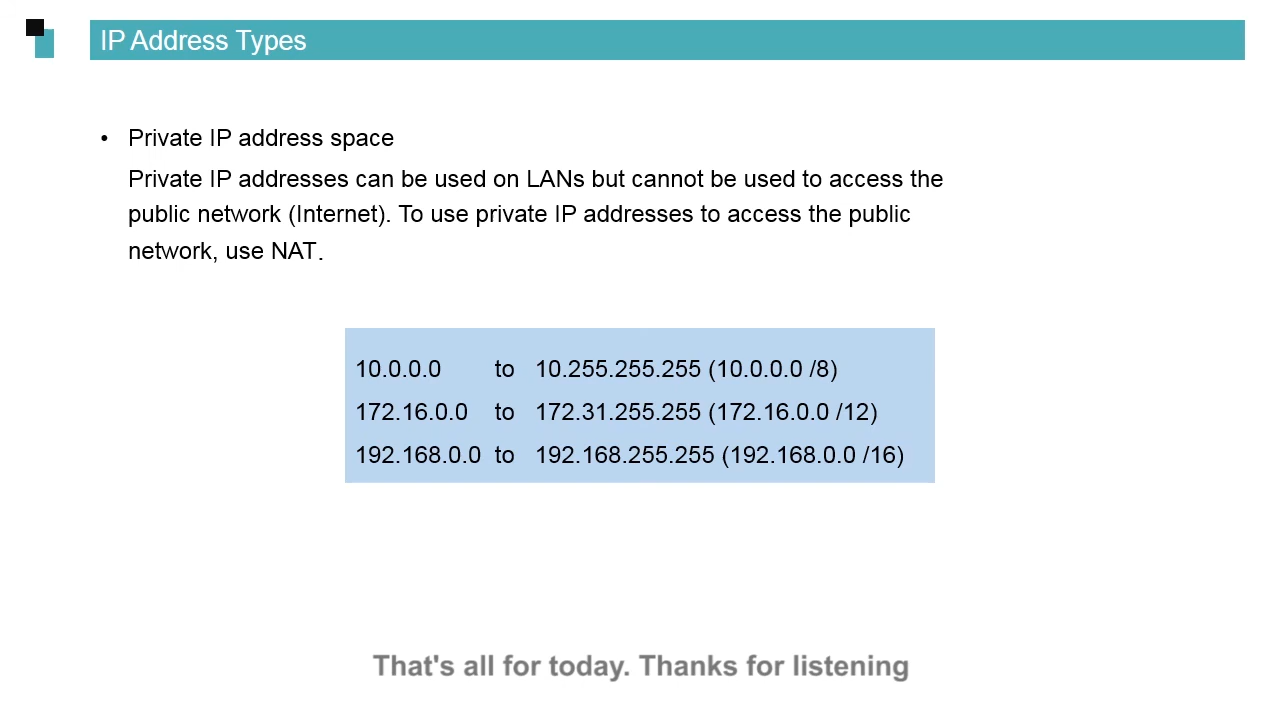 IP Address Types
• Private IP address space
Private IP addresses can be used on LANs but cannot be used to access the
public network (Internet). To use private IP addresses to access the public
network, use NAT.
10.0.0.0 to 10.255.255.255 (10.0.0.0 /8)
172.16.0.0 to 172.31.255.255 (172.16.0.0 /12)
192.168.0.0 to 192.168.255.255 (192.168.0.0 /16)
That's all for today. Thanks for listening